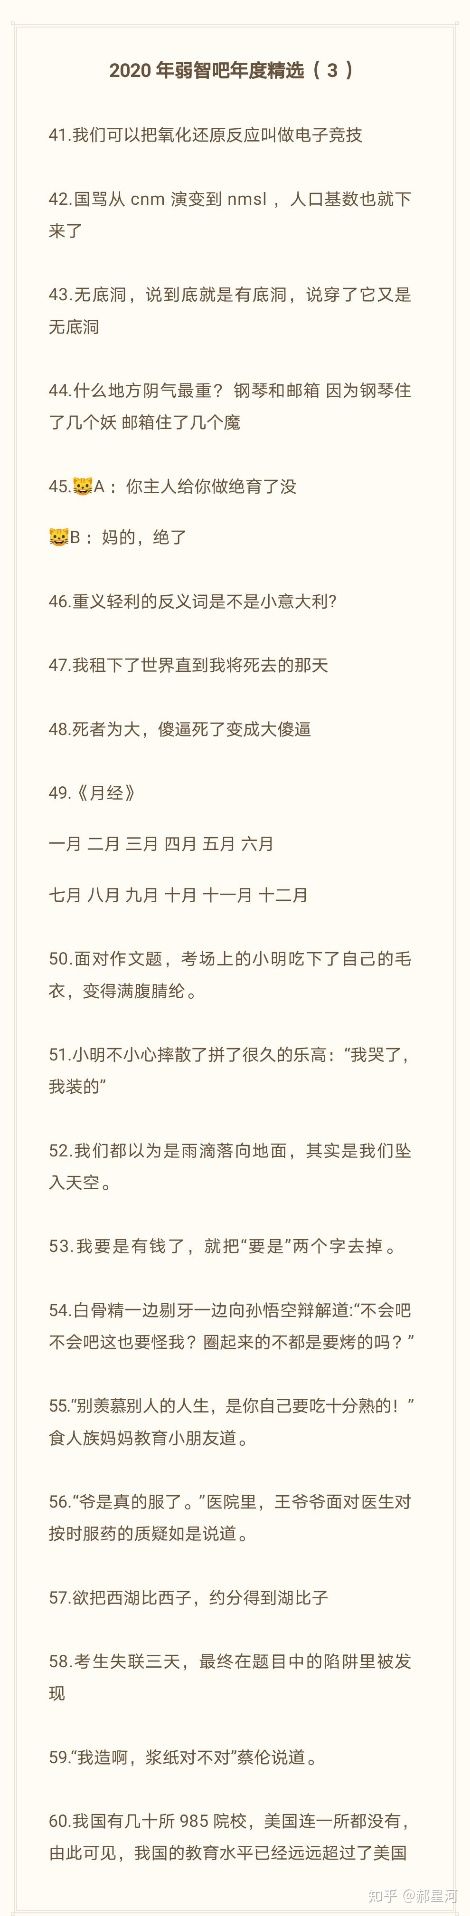 2020 年弱智吧年度精选（ 3 ）
41.我们可以把氧化还原反应叫做电子竞技
42.国骂从 cnm 演变到 nmsl ，人口基数也就下
来了
43.无底洞，说到底就是有底洞，说穿了它又是
无底洞
44.什么地方阴气最重？ 钢琴和邮箱 因为钢琴住
了几个妖 邮箱住了几个魔
45.😺A ：你主人给你做绝育了没
😺B ：妈的，绝了
46.重义轻利的反义词是不是小意大利?
47.我租下了世界直到我将死去的那天
48.死者为大，傻逼死了变成大傻逼
49.《月经》
一月 二月 三月 四月 五月 六月
七月 八月 九月 十月 十一月 十二月
50.面对作文题，考场上的小明吃下了自己的毛
衣，变得满腹腈纶。
51.小明不小心摔散了拼了很久的乐高：“我哭了，
我装的”
52.我们都以为是雨滴落向地面，其实是我们坠
入天空。
53.我要是有钱了，就把“要是”两个字去掉。
54.白骨精一边剔牙一边向孙悟空辩解道:“不会吧
不会吧这也要怪我？圈起来的不都是要烤的吗？”
55.“别羡慕别人的人生，是你自己要吃十分熟的！”
食人族妈妈教育小朋友道。
56.“爷是真的服了。”医院里，王爷爷面对医生对
按时服药的质疑如是说道。
57.欲把西湖比西子，约分得到湖比子
58.考生失联三天，最终在题目中的陷阱里被发
现
59.“我造啊，浆纸对不对”蔡伦说道。
60.我国有几十所 985 院校，美国连一所都没有，
由此可见，我国的教育水平已经远远超过了美国
知乎 @郝星河